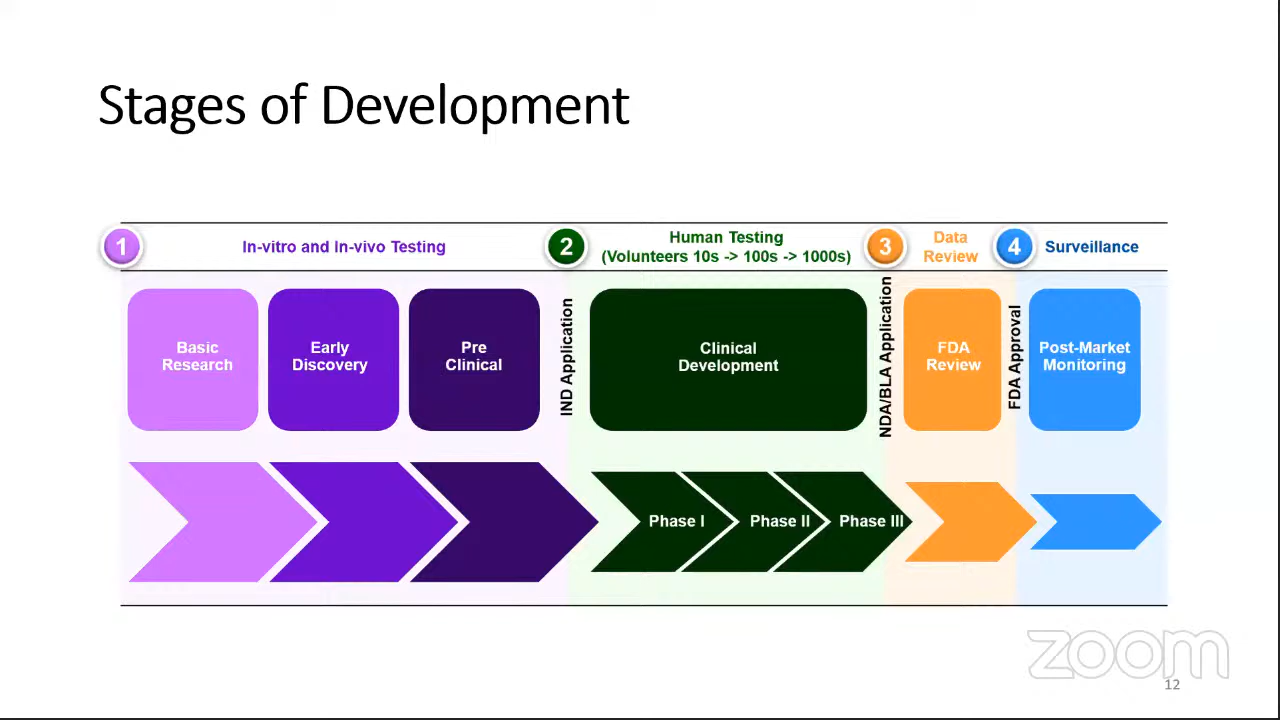 Stages of Development
1
In-vitro and In-vivo Testing
2
Human Testing
(Volunteers 10s -> 100s -> 1000s)
3
Data
Review
4
Surveillance
Basic
Research
Early
Discovery
Pre
Clinical
IND Application
Clinical
Development
NDA/BLA Application
FDA
Review
FDA Approval
Post-Market
Monitoring
Phase I
Phase II
Phase III
zoom
12